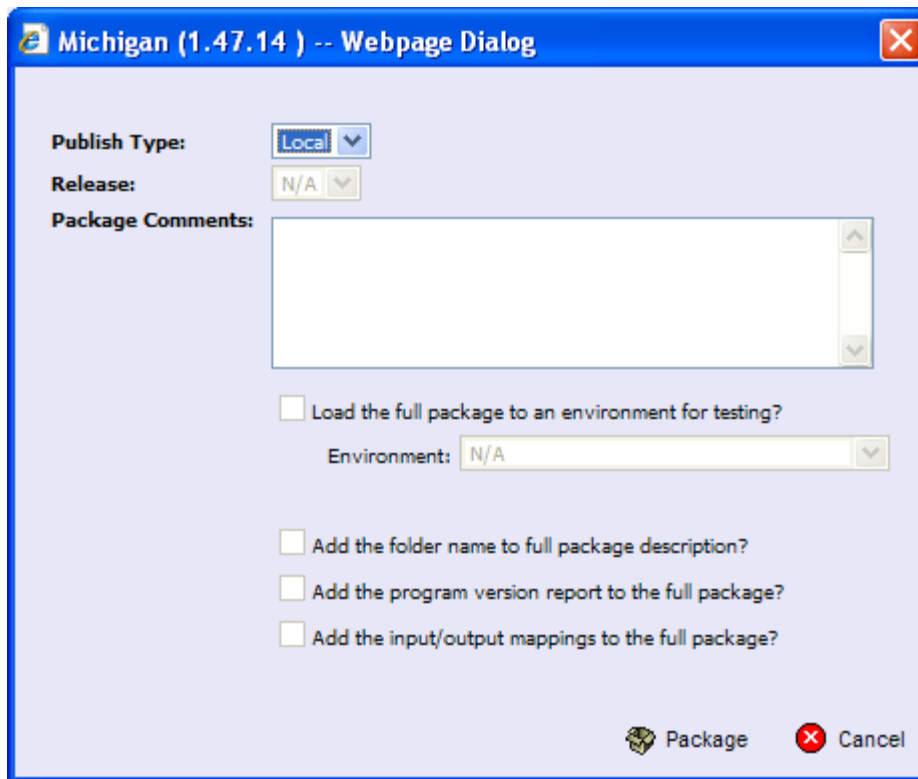 Michigan (1.47.14 ) -- Webpage Dialog
Publish Type: Local
Release: N/A
Package Comments:
Load the full package to an environment for testing?
Environment: N/A
Add the folder name to full package description?
Add the program version report to the full package?
Add the input/output mappings to the full package?
Package Cancel